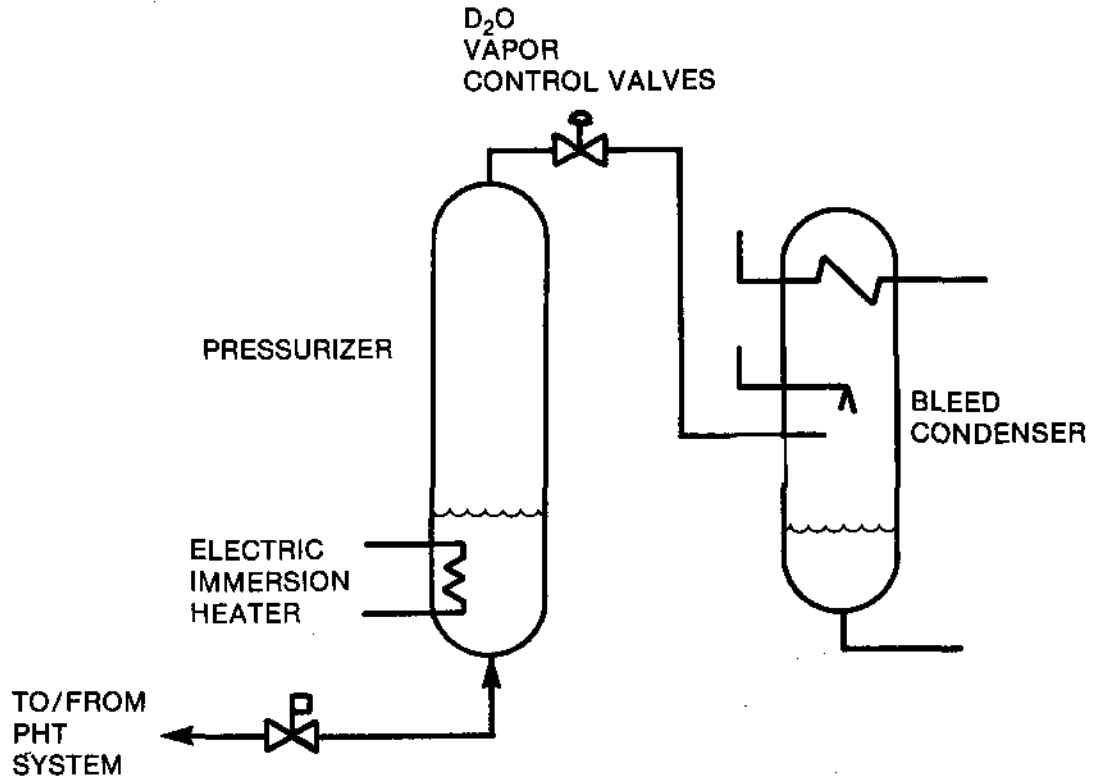 D₂O
VAPOR
CONTROL VALVES
PRESSURIZER
BLEED
CONDENSER
ELECTRIC
IMMERSION
HEATER
TO/FROM
PHT
SYSTEM